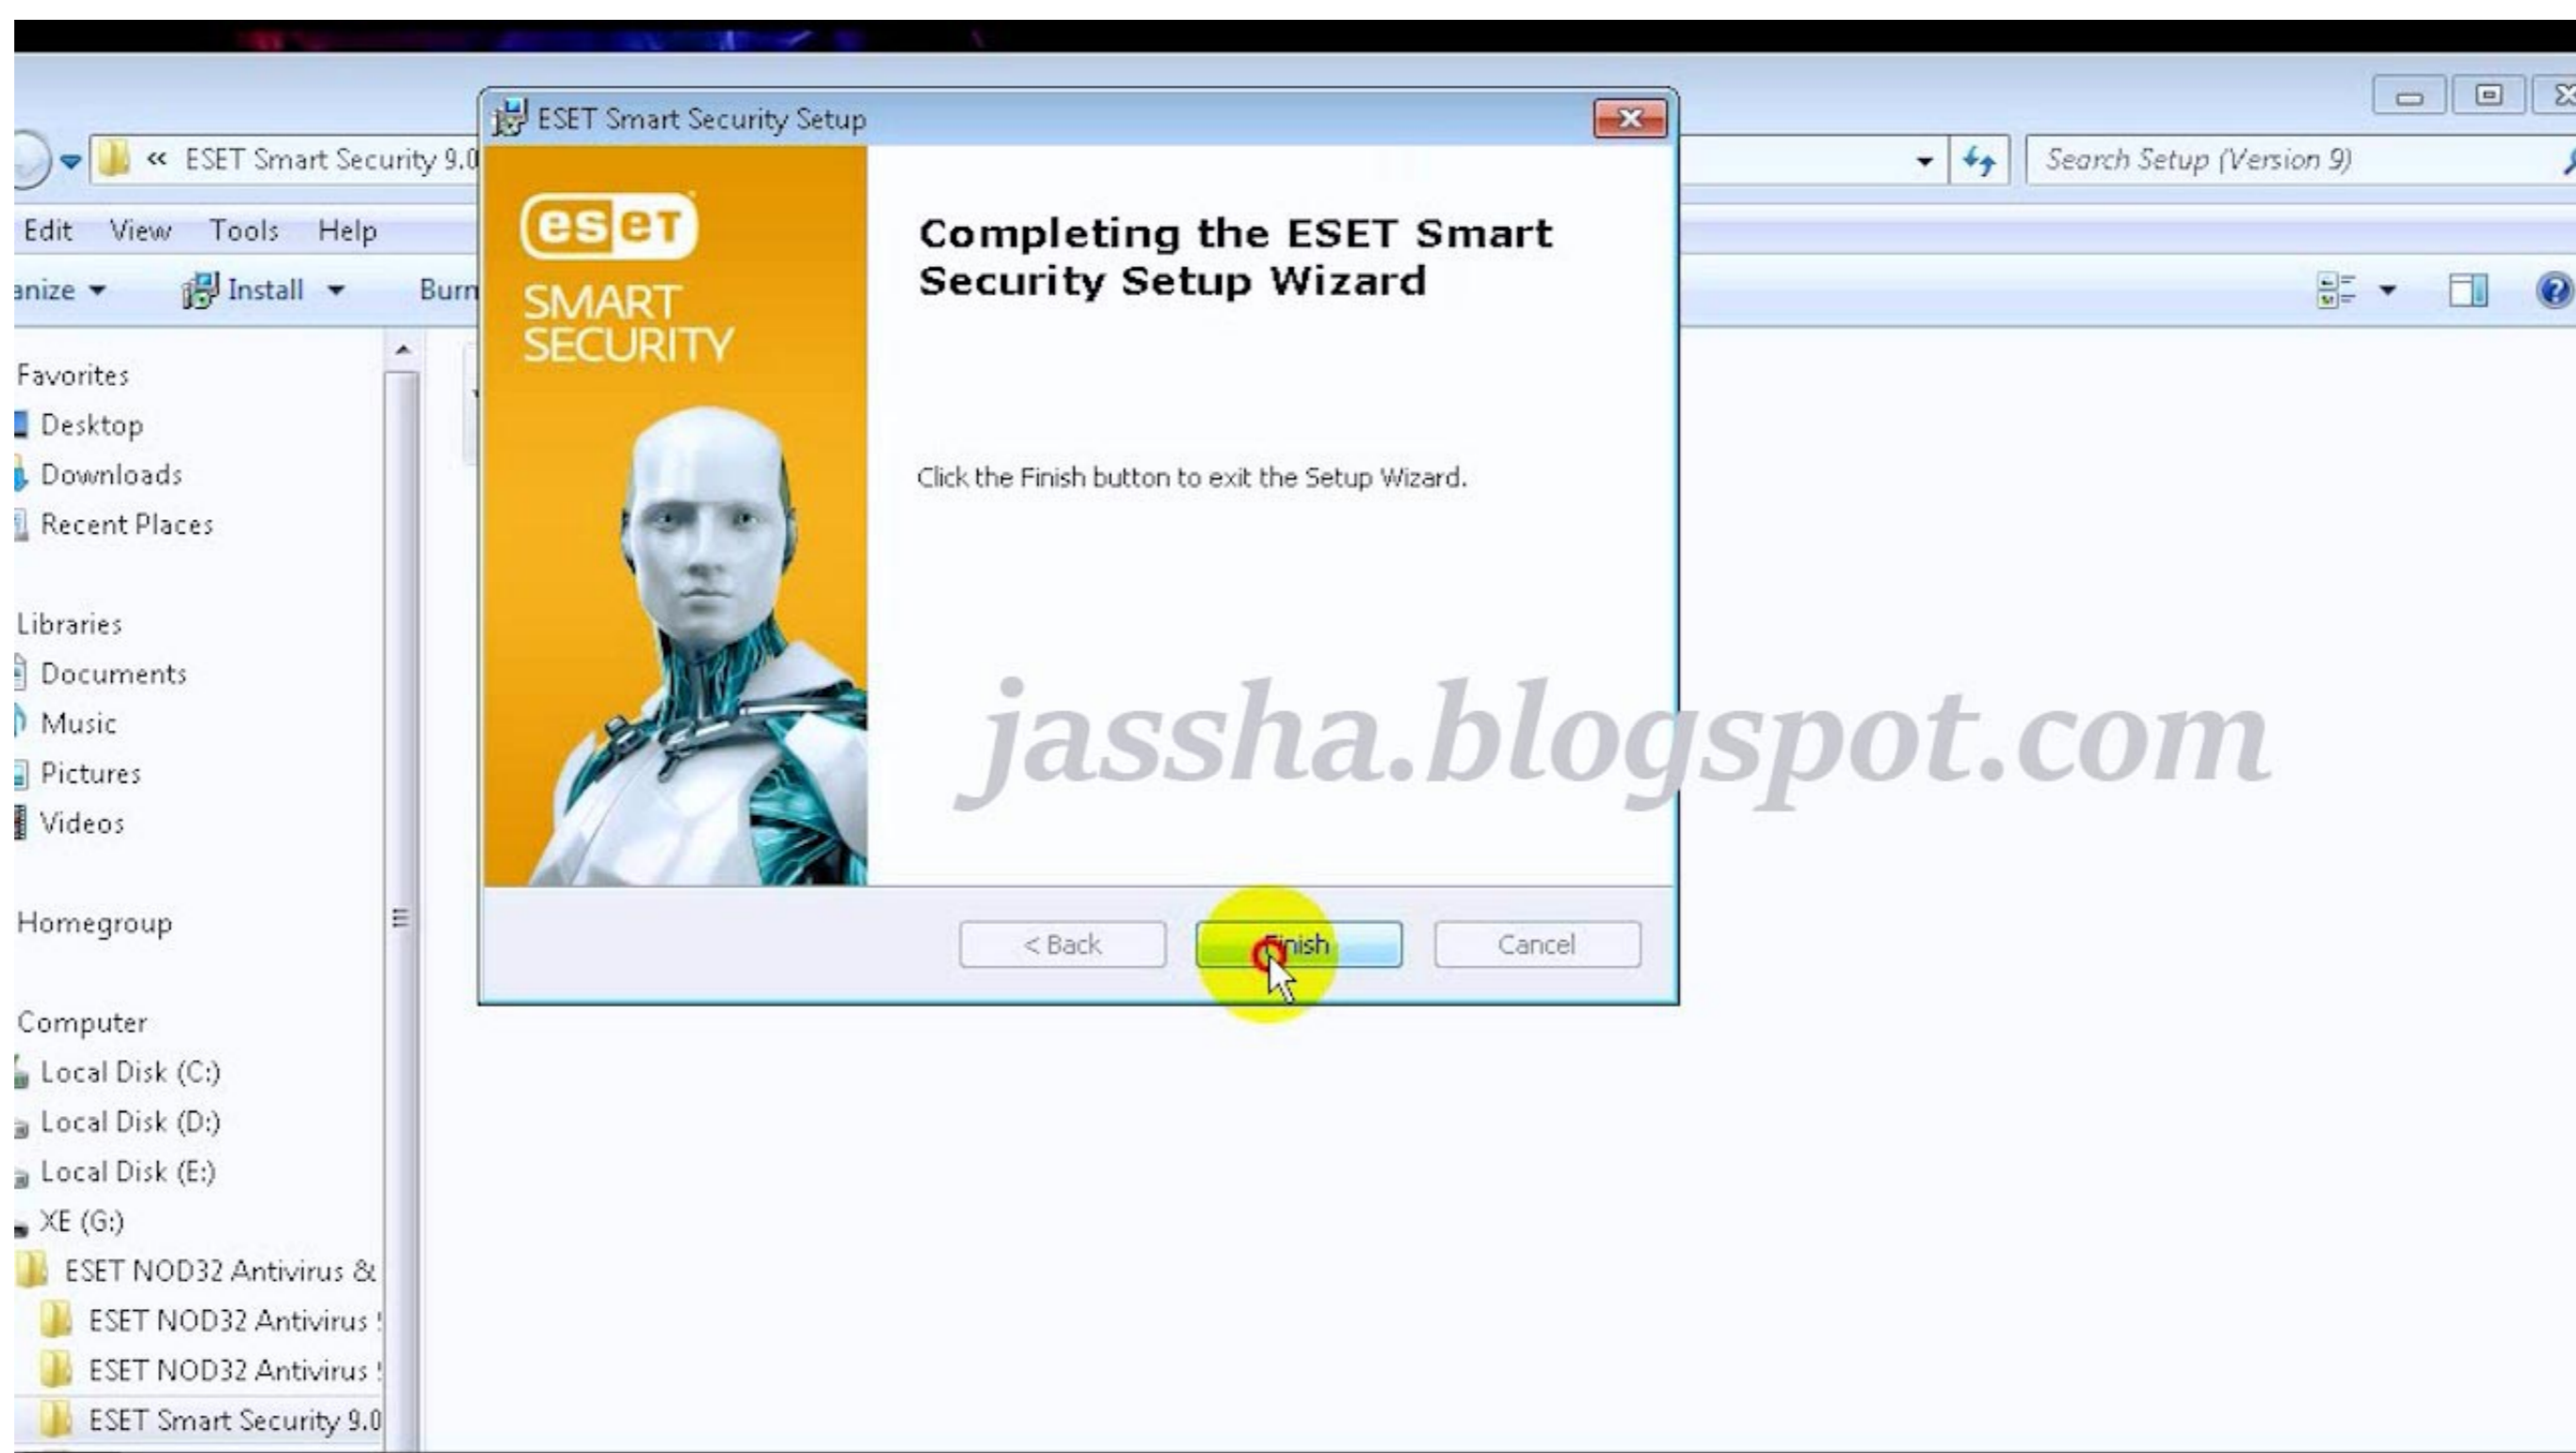 ESET Smart Security Setup
« ESET Smart Security 9.0
Search Setup (Version 9)
Edit View Tools Help
anize Install Burn
eset
SMART
SECURITY
Completing the ESET Smart
Security Setup Wizard
Click the Finish button to exit the Setup Wizard.
jassha.blogspot.com
< Back Finish Cancel
Favorites
Desktop
Downloads
Recent Places
Libraries
Documents
Music
Pictures
Videos
Homegroup
Computer
Local Disk (C:)
Local Disk (D:)
Local Disk (E:)
XE (G:)
ESET NOD32 Antivirus &
ESET NOD32 Antivirus
ESET NOD32 Antivirus
ESET Smart Security 9.0